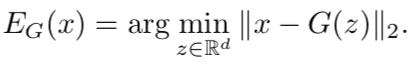 E_G(x) = arg min_{z∈ℝ^d} ‖x − G(z)‖_2.